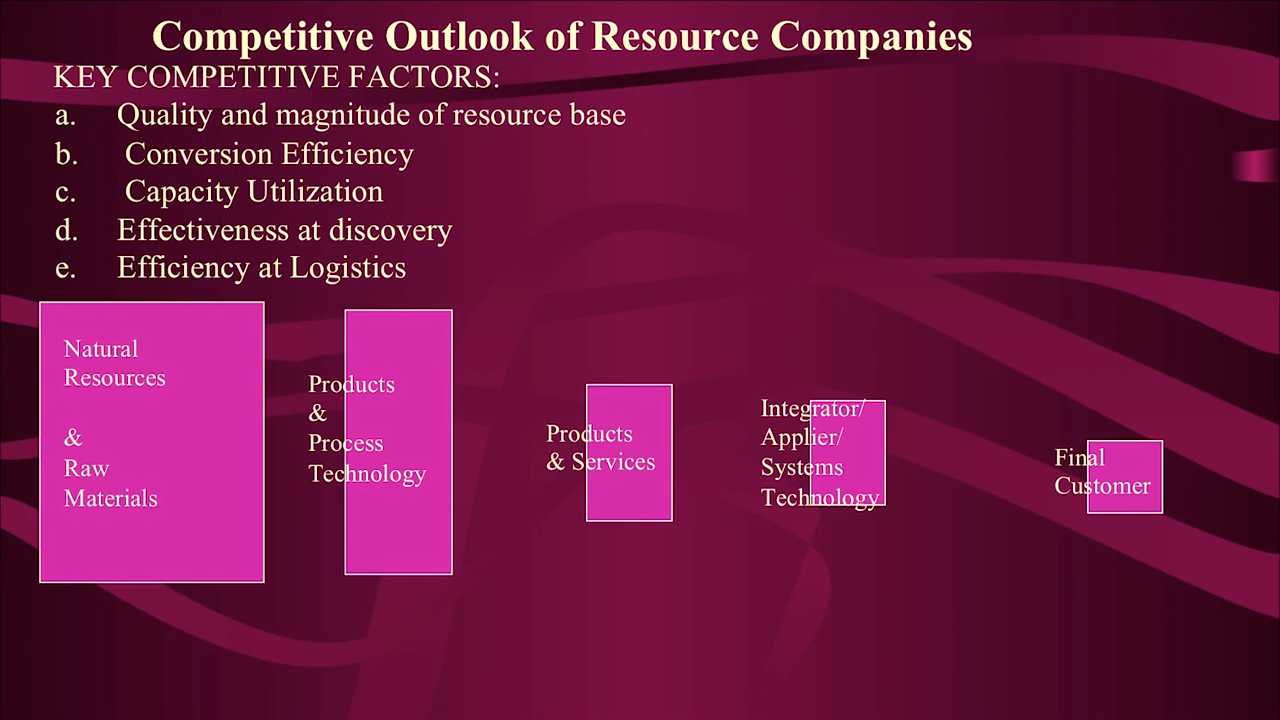 Competitive Outlook of Resource Companies
KEY COMPETITIVE FACTORS:
a. Quality and magnitude of resource base
b. Conversion Efficiency
c. Capacity Utilization
d. Effectiveness at discovery
e. Efficiency at Logistics
Natural
Resources
&
Raw
Materials
Products
&
Process
Technology
Products
& Services
Integrator/
Applier/
Systems
Technology
Final
Customer